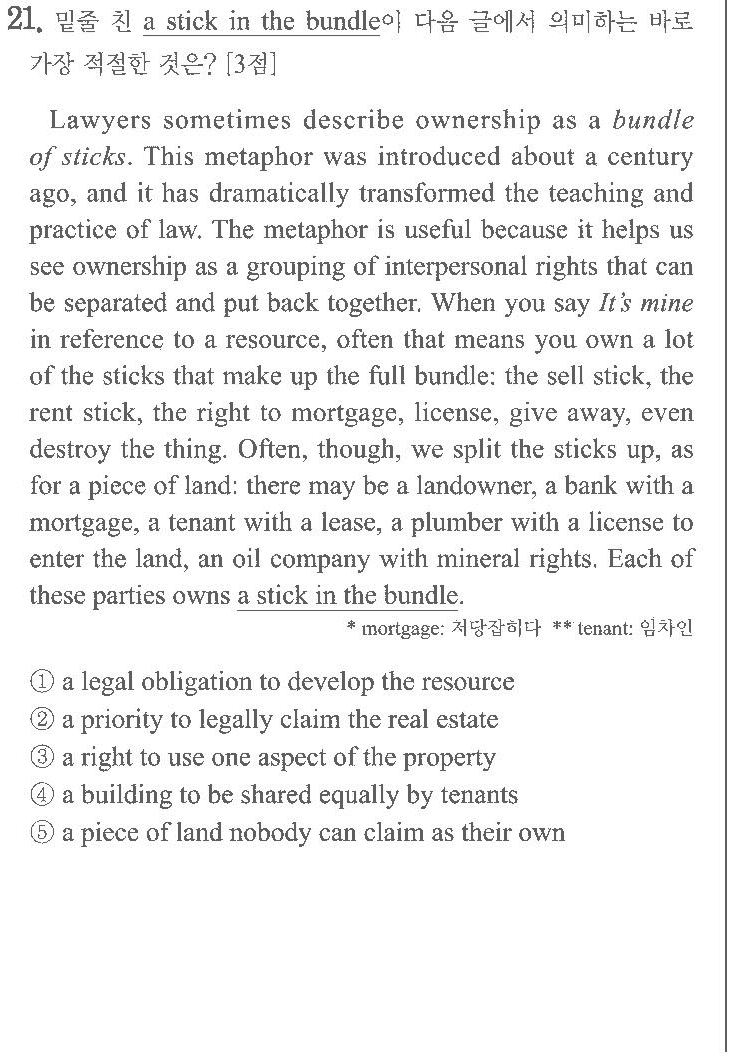 21. 밑줄 친 a stick in the bundle이 다음 글에서 의미하는 바로
가장 적절한 것은? [3점]
Lawyers sometimes describe ownership as a bundle
of sticks. This metaphor was introduced about a century
ago, and it has dramatically transformed the teaching and
practice of law. The metaphor is useful because it helps us
see ownership as a grouping of interpersonal rights that can
be separated and put back together. When you say It's mine
in reference to a resource, often that means you own a lot
of the sticks that make up the full bundle: the sell stick, the
rent stick, the right to mortgage, license, give away, even
destroy the thing. Often, though, we split the sticks up, as
for a piece of land: there may be a landowner, a bank with a
mortgage, a tenant with a lease, a plumber with a license to
enter the land, an oil company with mineral rights. Each of
these parties owns a stick in the bundle.
* mortgage: 저당잡히다 ** tenant: 임차인
① a legal obligation to develop the resource
② a priority to legally claim the real estate
③ a right to use one aspect of the property
④ a building to be shared equally by tenants
⑤ a piece of land nobody can claim as their own